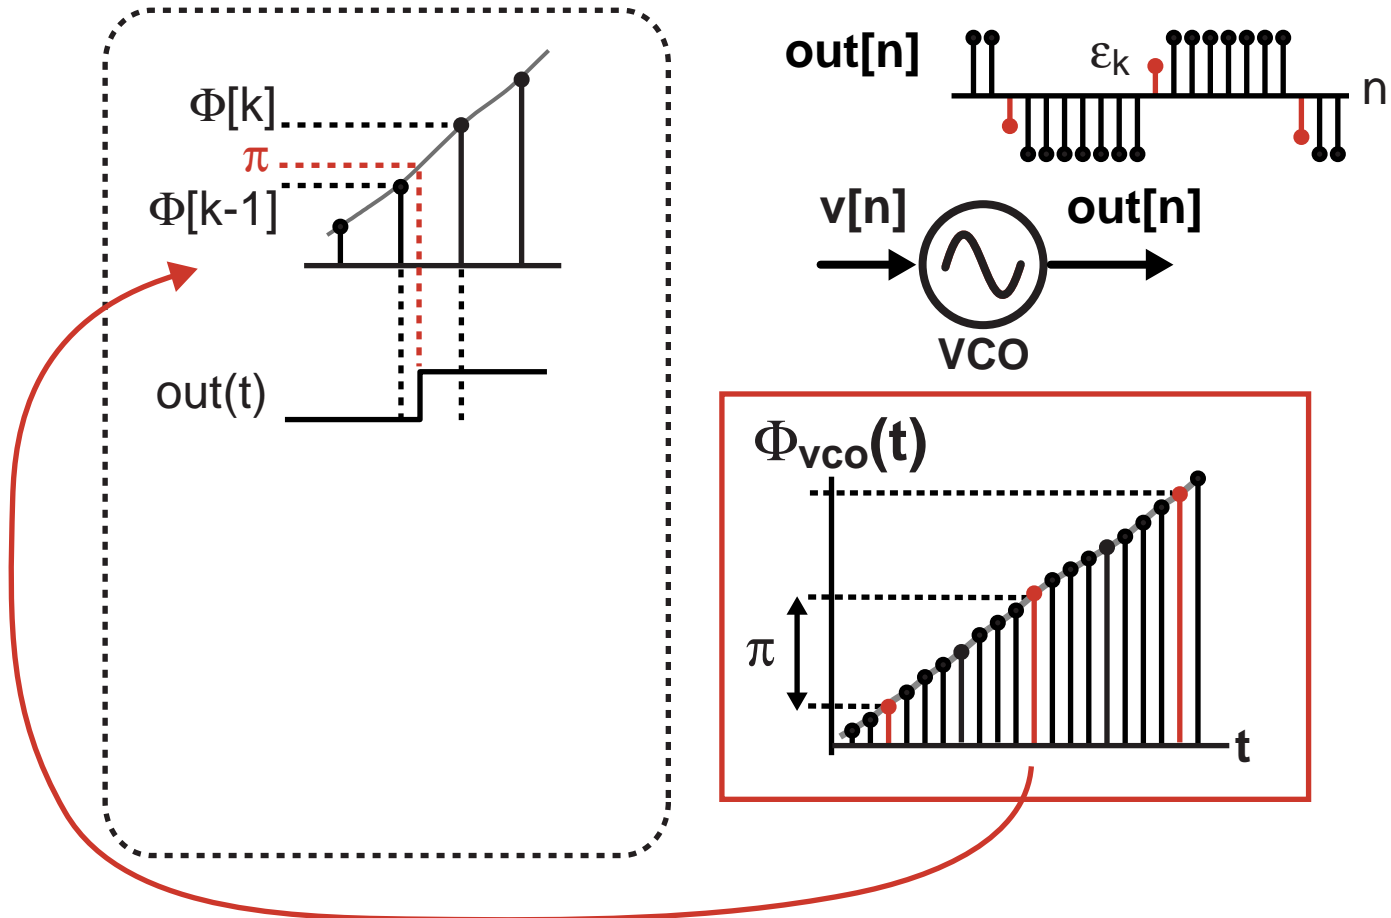 Φ[k]
π
Φ[k-1]
out(t)
out[n]
εk
n
v[n]
out[n]
VCO
Φvco(t)
π
t